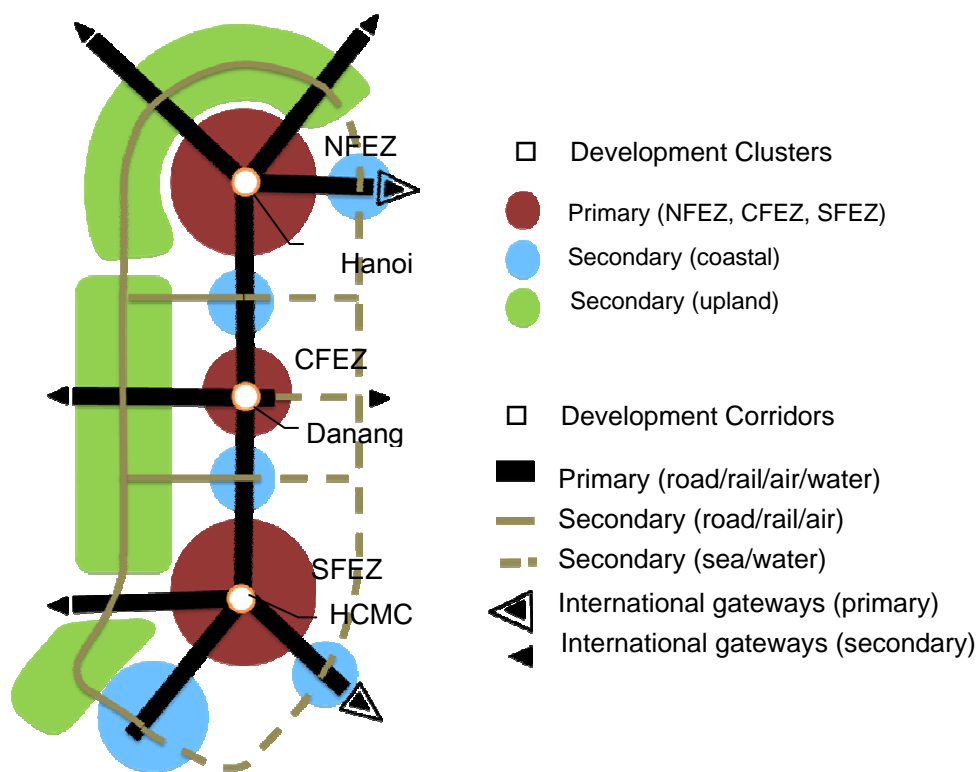 NFEZ
Hanoi
CFEZ
Danang
SFEZ
HCMC
Development Clusters
Primary (NFEZ, CFEZ, SFEZ)
Secondary (coastal)
Secondary (upland)
Development Corridors
Primary (road/rail/air/water)
Secondary (road/rail/air)
Secondary (sea/water)
International gateways (primary)
International gateways (secondary)